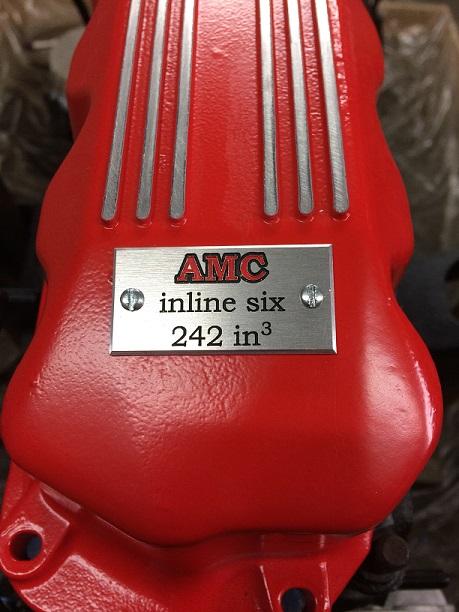 AMC
inline six
242 in³